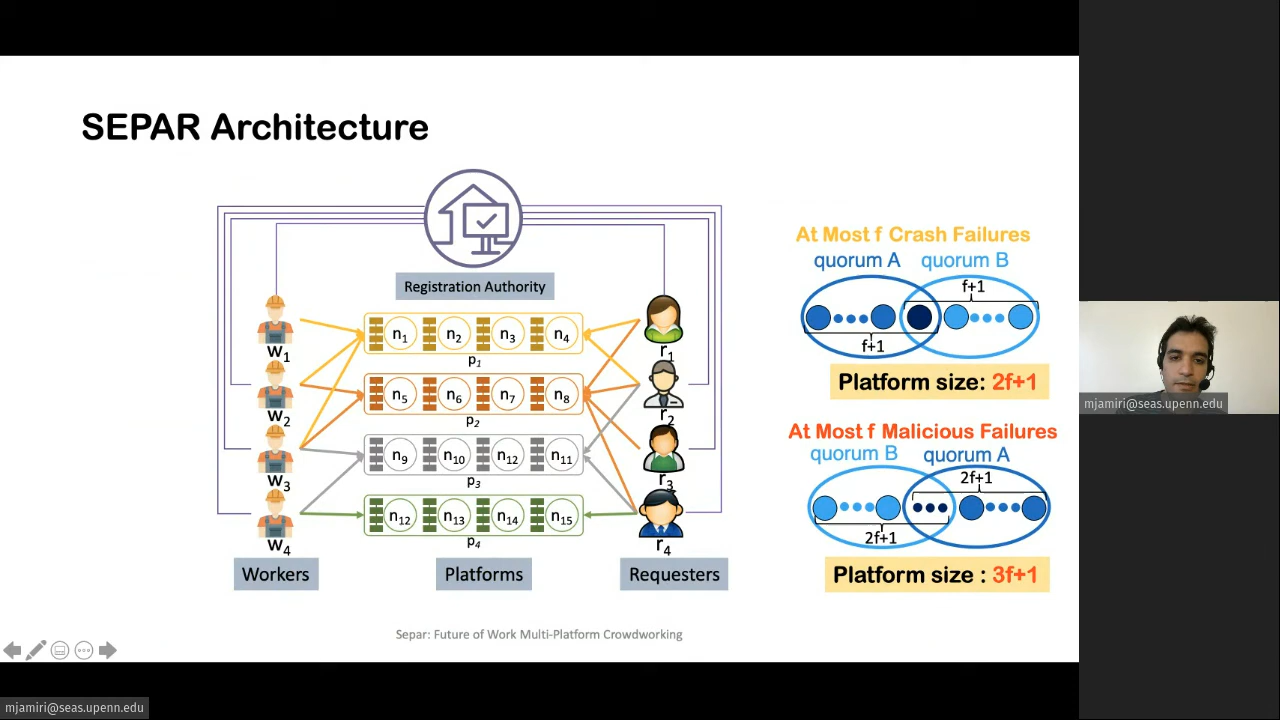 SEPAR Architecture
Registration Authority
w1
w2
w3
w4
n1 n2 n3 n4
p1
n5 n6 n7 n8
p2
n9 n10 n12 n11
p3
n12 n13 n14 n15
p4
r1
r2
r3
r4
Workers
Platforms
Requesters
At Most f Crash Failures
quorum A quorum B
f+1
f+1
Platform size: 2f+1
At Most f Malicious Failures
quorum B quorum A
2f+1
2f+1
Platform size : 3f+1
Separ: Future of Work Multi-Platform Crowdworking
mjamiri@seas.upenn.edu
mjamiri@seas.upenn.edu